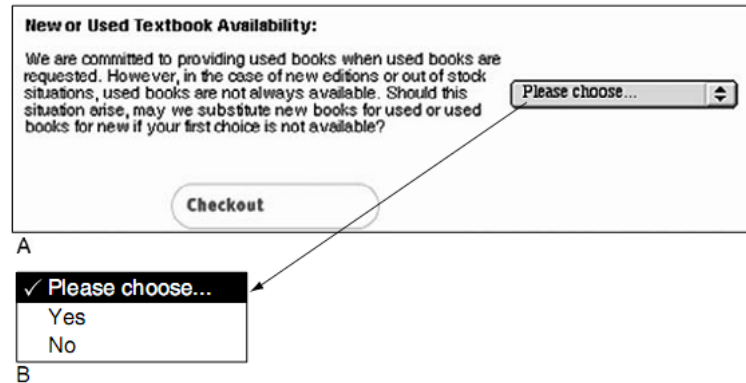 New or Used Textbook Availability:
We are committed to providing used books when used books are
requested. However, in the case of new editions or out of stock
situations, used books are not always available. Should this
situation arise, may we substitute new books for used or used
books for new if your first choice is not available?
Please choose...
Checkout
A
✓ Please choose...
Yes
No
B